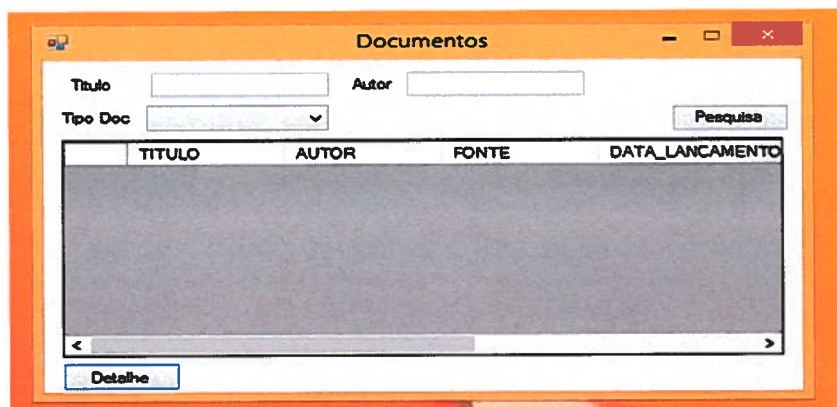 Documentos
Titulo Autor
Tipo Doc Pesquisa
TITULO AUTOR FONTE DATA_LANCAMENTO
Detalhe